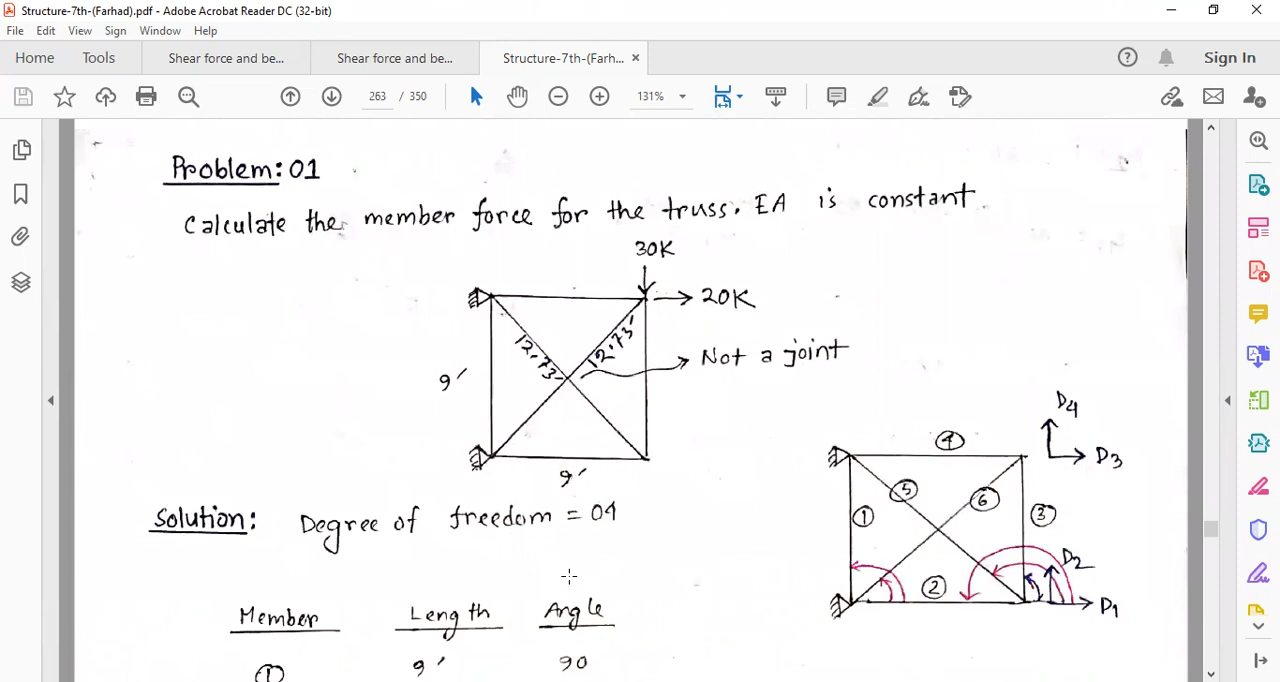 Structure-7th-(Farhad).pdf - Adobe Acrobat Reader DC (32-bit)
File Edit View Sign Window Help
Home Tools Shear force and be... Shear force and be... Structure-7th-(Farh... × Sign In
263 / 350 131%
Problem: 01
Calculate the member force for the truss. EA is constant
30K
20K
12.73'
12.73'
Not a joint
9'
9'
D4
D3
④
⑤
⑥
①
③
②
D2
D1
Solution: Degree of freedom = 04
Member Length Angle
① 9' 90